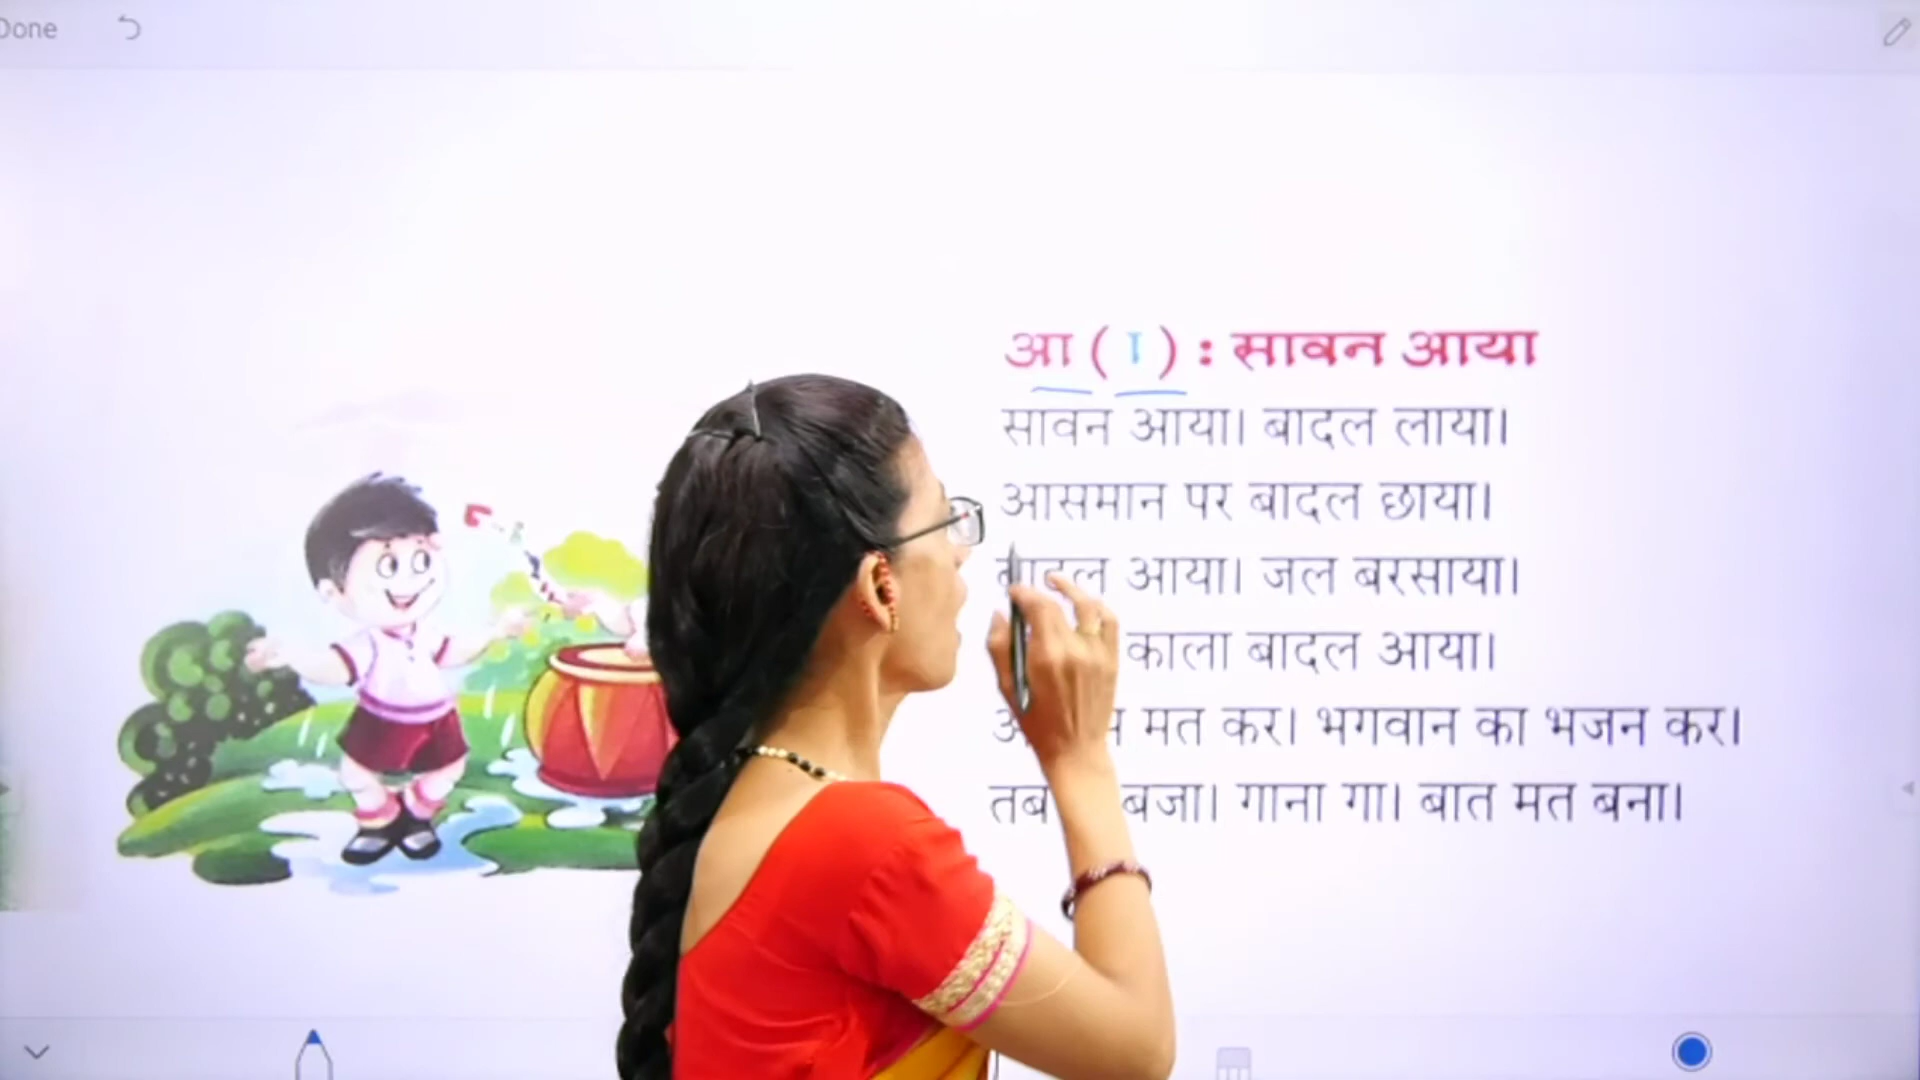 Done
आ ( ा ) : सावन आया
सावन आया। बादल लाया।
आसमान पर बादल छाया।
बादल आया। जल बरसाया।
काला बादल आया।
मत कर। भगवान का भजन कर।
तब बजा। गाना गा। बात मत बना।